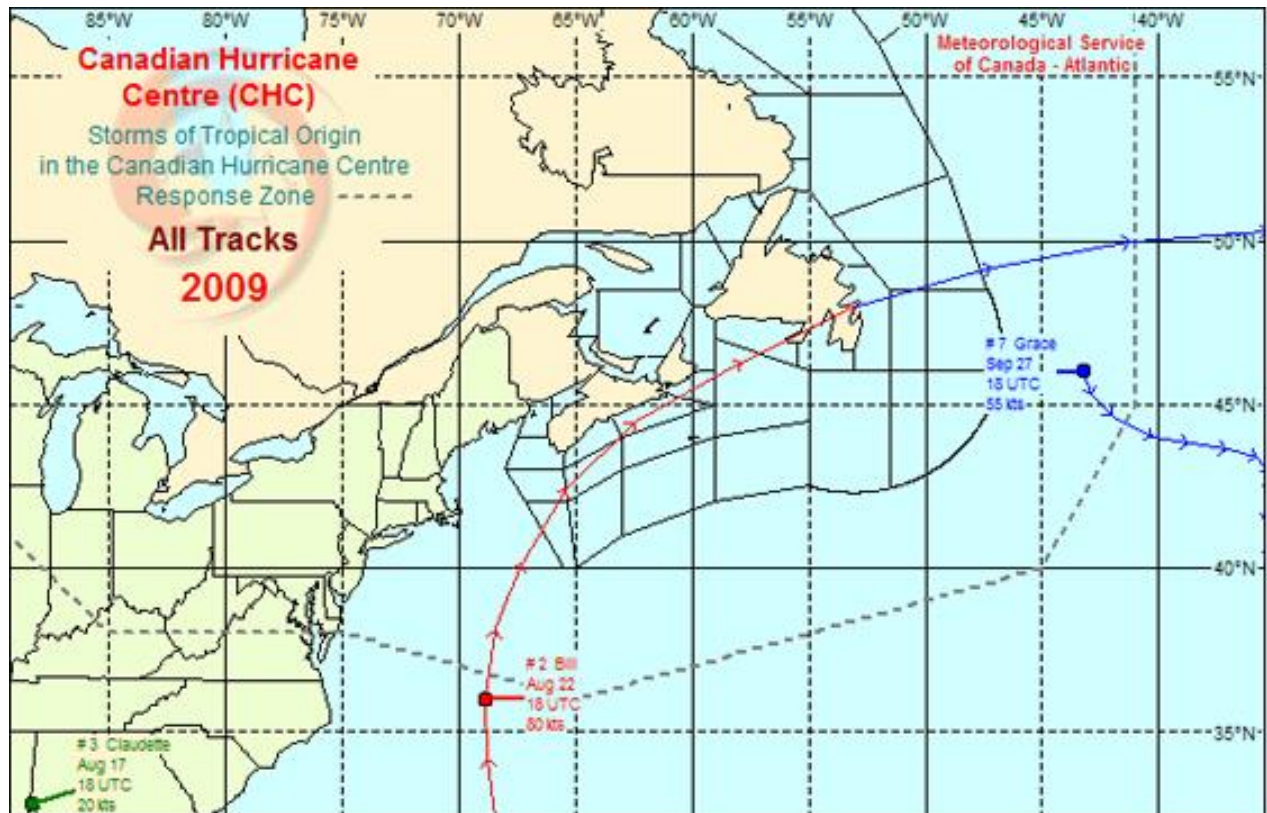 85°W 80°W 75°W 70°W 65°W 60°W 55°W 50°W 45°W 40°W
Canadian Hurricane
Centre (CHC)
Storms of Tropical Origin
in the Canadian Hurricane Centre
Response Zone
All Tracks
2009
Meteorological Service
of Canada - Atlantic
55°N
50°N
# 7 Grace
Sep 27
18 UTC
55 kts
45°N
40°N
# 2 Bill
Aug 22
18 UTC
80 kts
35°N
# 3 Claudette
Aug 17
18 UTC
20 kts